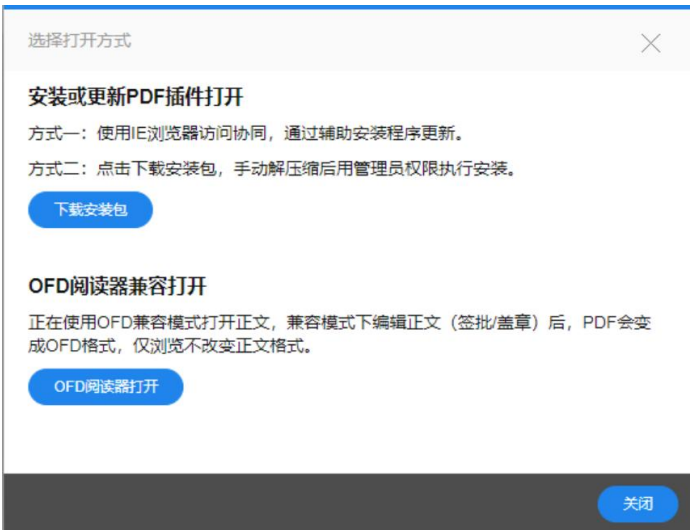 选择打开方式
安装或更新PDF插件打开
方式一：使用IE浏览器访问协同，通过辅助安装程序更新。
方式二：点击下载安装包，手动解压缩后用管理员权限执行安装。
下载安装包
OFD阅读器兼容打开
正在使用OFD兼容模式打开正文，兼容模式下编辑正文（签批/盖章）后，PDF会变
成OFD格式，仅浏览不改变正文格式。
OFD阅读器打开
关闭